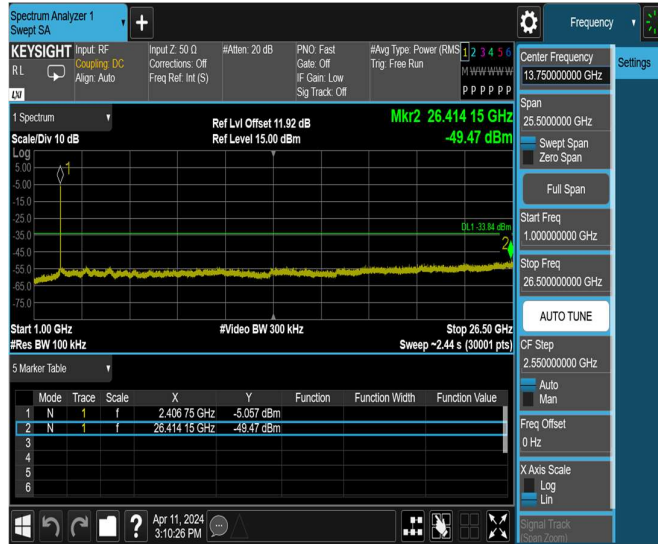 Spectrum Analyzer 1
Swept SA
Frequency
KEYSIGHT
RL
LXI
Input: RF
Coupling: DC
Align: Auto
Input Z: 50 Ω
Corrections: Off
Freq Ref: Int (S)
#Atten: 20 dB
PNO: Fast
Gate: Off
IF Gain: Low
Sig Track: Off
#Avg Type: Power (RMS
Trig: Free Run
1 2 3 4 5 6
M W W W W W
P P P P P P
Center Frequency
13.750000000 GHz
Settings
Span
25.5000000 GHz
Swept Span
Zero Span
Full Span
Start Freq
1.000000000 GHz
Stop Freq
26.500000000 GHz
AUTO TUNE
CF Step
2.550000000 GHz
Auto
Man
Freq Offset
0 Hz
X Axis Scale
Log
Lin
Signal Track
(Span Zoom)
1 Spectrum
Scale/Div 10 dB
Ref Lvl Offset 11.92 dB
Ref Level 15.00 dBm
Mkr2 26.414 15 GHz
-49.47 dBm
Log
5.00
-5.00
-15.0
-25.0
-35.0
-45.0
-55.0
-65.0
-75.0
1
DL1 -33.84 dBm
2
Start 1.00 GHz
#Res BW 100 kHz
#Video BW 300 kHz
Stop 26.50 GHz
Sweep ~2.44 s (30001 pts)
5 Marker Table
Mode Trace Scale X Y Function Function Width Function Value
1 N 1 f 2.406 75 GHz -5.057 dBm
2 N 1 f 26.414 15 GHz -49.47 dBm
3
4
5
6
Apr 11, 2024
3:10:26 PM